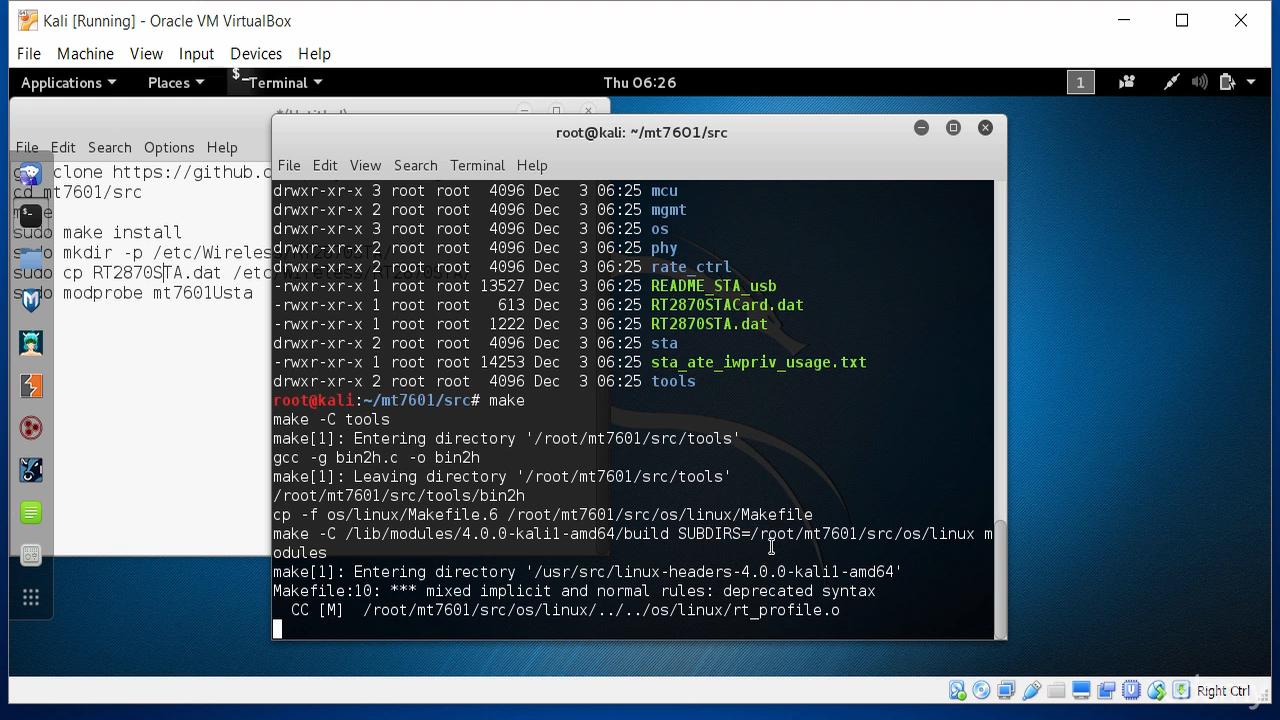 Kali [Running] - Oracle VM VirtualBox
File Machine View Input Devices Help
Applications Places Terminal Thu 06:26 1
*(Untitled)
File Edit Search Options Help
clone https://github.c
cd mt7601/src
make
sudo make install
sudo mkdir -p /etc/Wireless/RT2870STA/
sudo cp RT2870STA.dat /etc/Wireless/RT2870STA/
sudo modprobe mt7601Usta
root@kali: ~/mt7601/src
File Edit View Search Terminal Help
drwxr-xr-x 3 root root 4096 Dec 3 06:25 mcu
drwxr-xr-x 2 root root 4096 Dec 3 06:25 mgmt
drwxr-xr-x 3 root root 4096 Dec 3 06:25 os
drwxr-xr-x 2 root root 4096 Dec 3 06:25 phy
drwxr-xr-x 2 root root 4096 Dec 3 06:25 rate_ctrl
-rwxr-xr-x 1 root root 13527 Dec 3 06:25 README_STA_usb
-rwxr-xr-x 1 root root 613 Dec 3 06:25 RT2870STACard.dat
-rwxr-xr-x 1 root root 1222 Dec 3 06:25 RT2870STA.dat
drwxr-xr-x 2 root root 4096 Dec 3 06:25 sta
-rwxr-xr-x 1 root root 14253 Dec 3 06:25 sta_ate_iwpriv_usage.txt
drwxr-xr-x 2 root root 4096 Dec 3 06:25 tools
root@kali:~/mt7601/src# make
make -C tools
make[1]: Entering directory '/root/mt7601/src/tools'
gcc -g bin2h.c -o bin2h
make[1]: Leaving directory '/root/mt7601/src/tools'
/root/mt7601/src/tools/bin2h
cp -f os/linux/Makefile.6 /root/mt7601/src/os/linux/Makefile
make -C /lib/modules/4.0.0-kali1-amd64/build SUBDIRS=/root/mt7601/src/os/linux m
odules
make[1]: Entering directory '/usr/src/linux-headers-4.0.0-kali1-amd64'
Makefile:10: *** mixed implicit and normal rules: deprecated syntax
CC [M] /root/mt7601/src/os/linux/../../os/linux/rt_profile.o
Right Ctrl